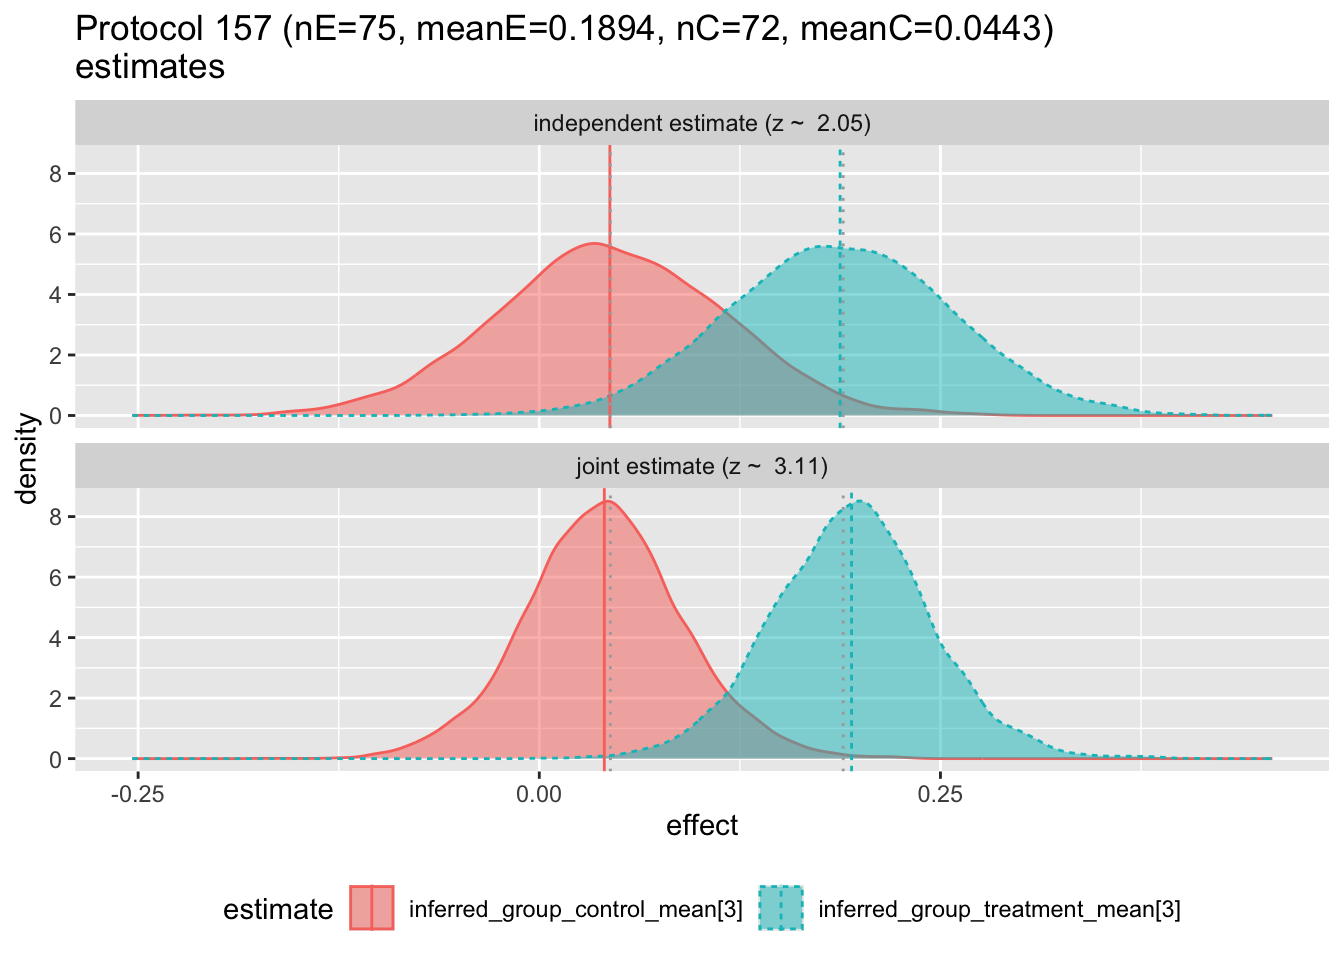 Protocol 157 (nE=75, meanE=0.1894, nC=72, meanC=0.0443)
estimates
independent estimate (z ~  2.05)
8
6
4
2
0
density
joint estimate (z ~  3.11)
8
6
4
2
0
-0.25 0.00 0.25
effect
estimate inferred_group_control_mean[3] inferred_group_treatment_mean[3]